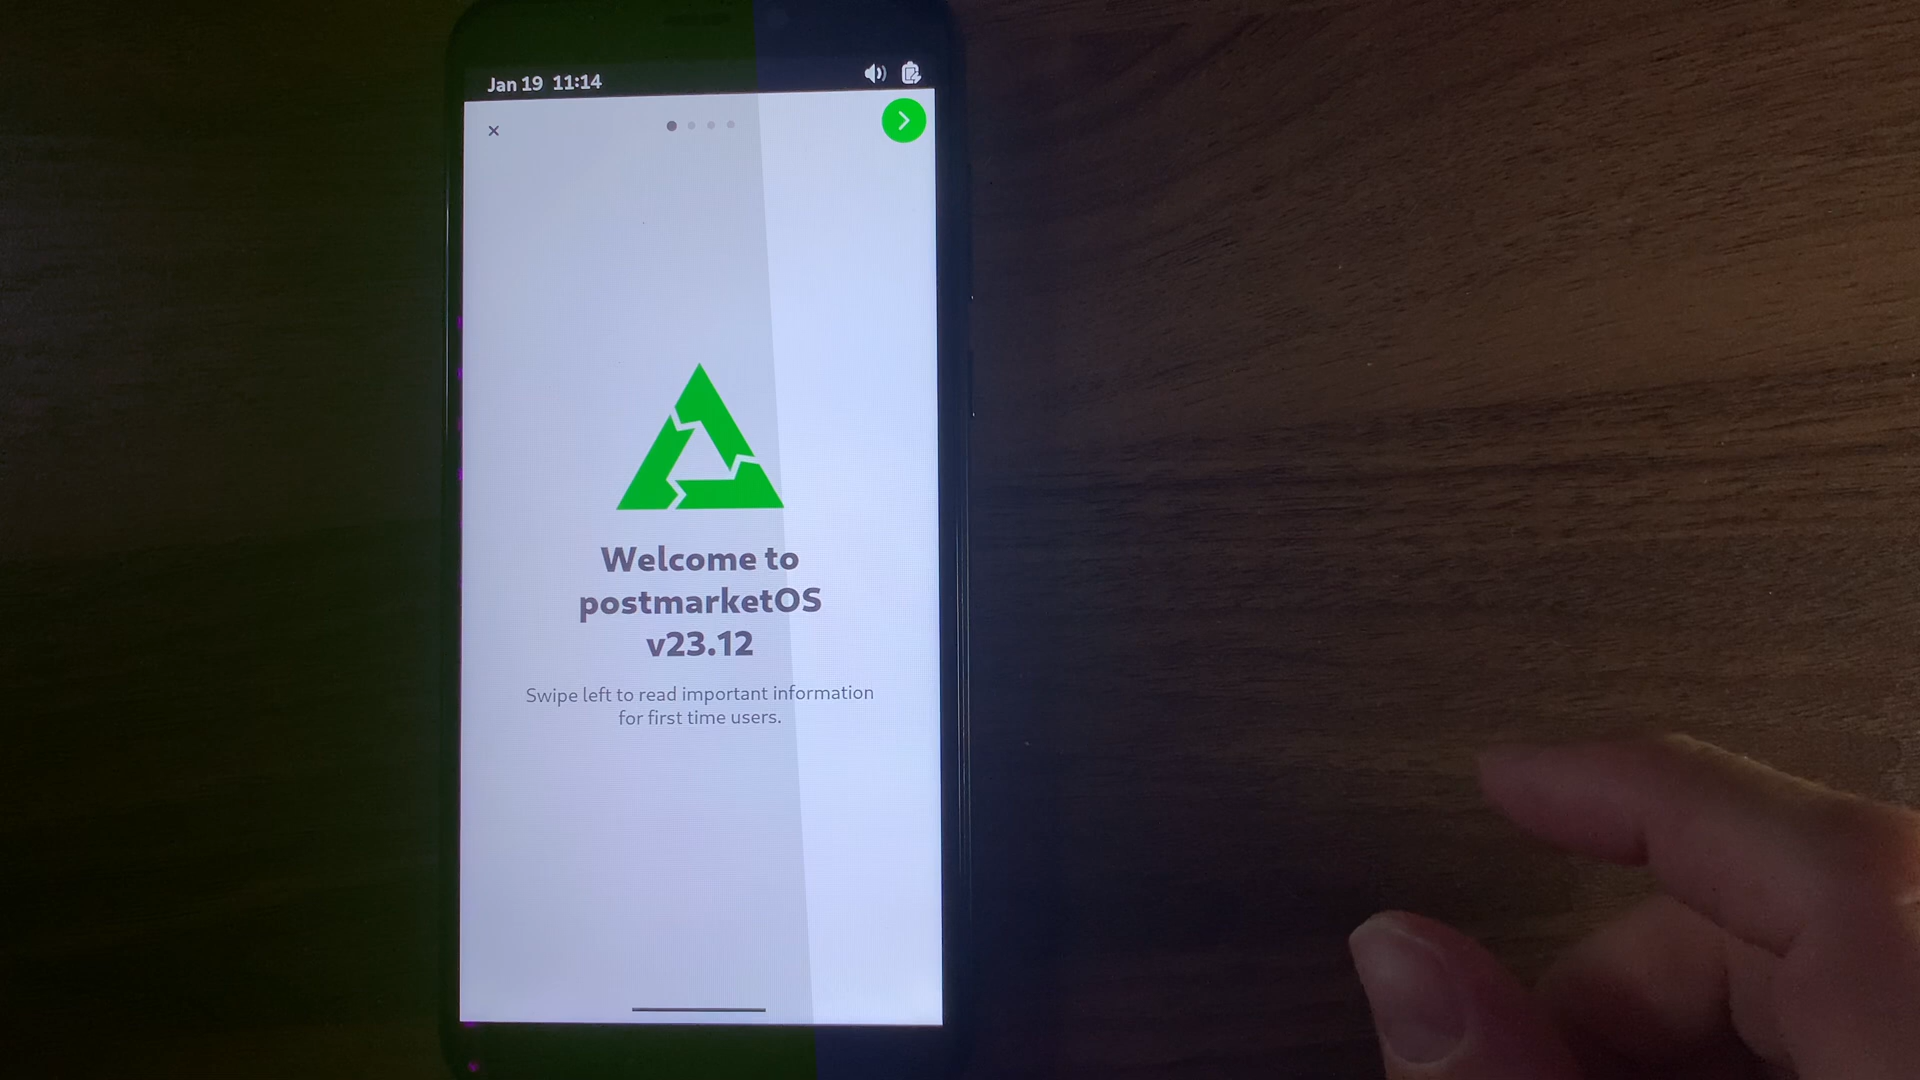 Jan 19 11:14
Welcome to
postmarketOS
v23.12
Swipe left to read important information
for first time users.